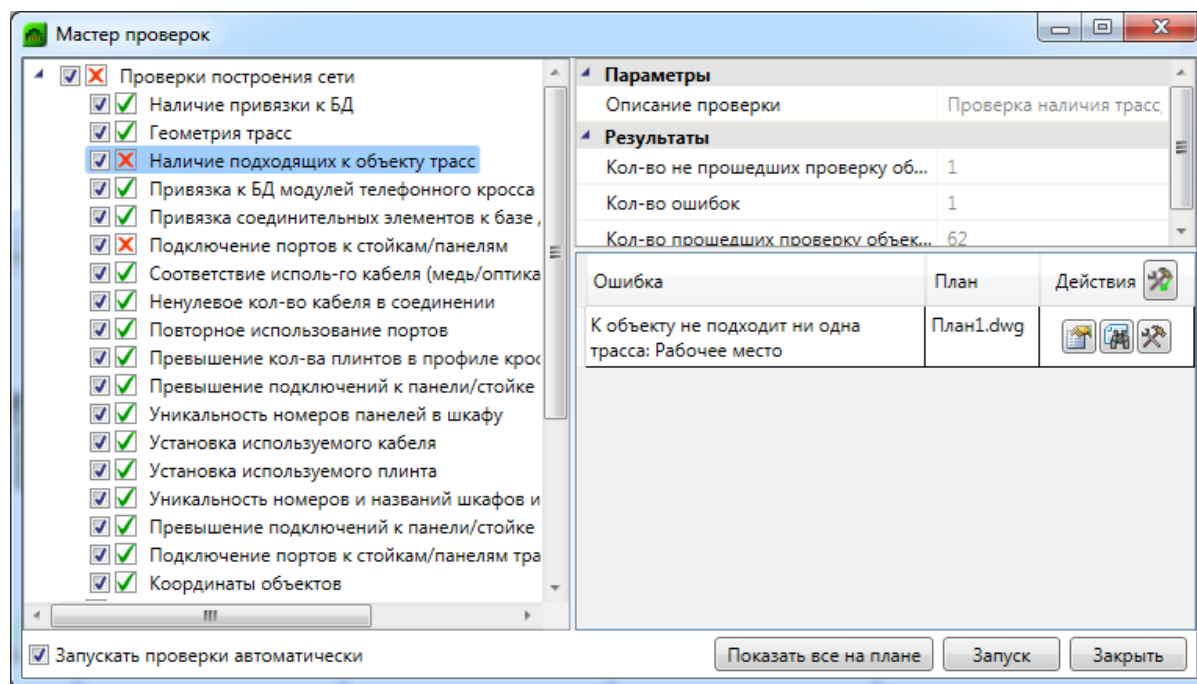 Мастер проверок
Проверки построения сети
Наличие привязки к БД
Геометрия трасс
Наличие подходящих к объекту трасс
Привязка к БД модулей телефонного кросса
Привязка соединительных элементов к базе
Подключение портов к стойкам/панелям
Соответствие исполь-го кабеля (медь/оптика
Ненулевое кол-во кабеля в соединении
Повторное использование портов
Превышение кол-ва плинтов в профиле крос
Превышение подключений к панели/стойке
Уникальность номеров панелей в шкафу
Установка используемого кабеля
Установка используемого плинта
Уникальность номеров и названий шкафов и
Превышение подключений к панели/стойке
Подключение портов к стойкам/панелям тра
Координаты объектов
Параметры
Описание проверки Проверка наличия трасс,
Результаты
Кол-во не прошедших проверку об... 1
Кол-во ошибок 1
Кол-во прошедших проверку объек... 62
Ошибка План Действия
К объекту не подходит ни одна План1.dwg
трасса: Рабочее место
Запускать проверки автоматически
Показать все на плане Запуск Закрыть